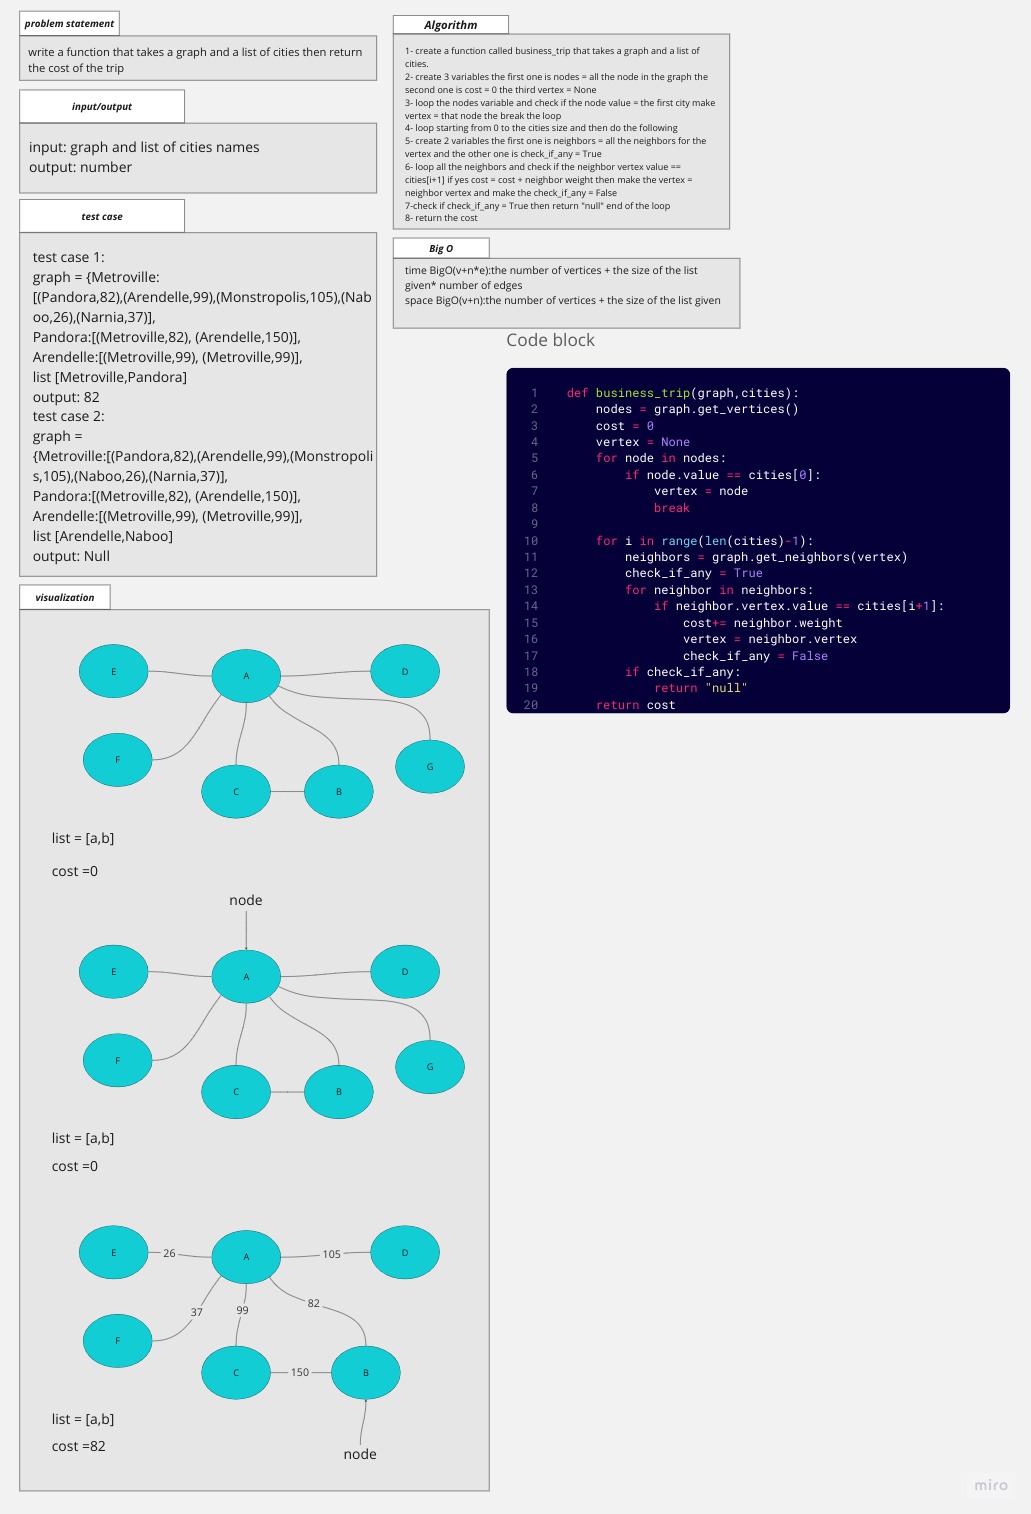 problem statement
write a function that takes a graph and a list of cities then return
the cost of the trip
input/output
input: graph and list of cities names
output: number
test case
test case 1:
graph = {Metroville:
[(Pandora,82),(Arendelle,99),(Monstropolis,105),(Nab
oo,26),(Narnia,37)],
Pandora:[(Metroville,82), (Arendelle,150)],
Arendelle:[(Metroville,99), (Metroville,99)],
list [Metroville,Pandora]
output: 82
test case 2:
graph =
{Metroville:[(Pandora,82),(Arendelle,99),(Monstropoli
s,105),(Naboo,26),(Narnia,37)],
Pandora:[(Metroville,82), (Arendelle,150)],
Arendelle:[(Metroville,99), (Metroville,99)],
list [Arendelle,Naboo]
output: Null
visualization
E
A
D
F
C
B
G
list = [a,b]
cost =0
node
E
A
D
F
C
B
G
list = [a,b]
cost =0
E
26
A
105
D
82
37
99
F
C
150
B
list = [a,b]
cost =82
node
Algorithm
1- create a function called business_trip that takes a graph and a list of
cities.
2- create 3 variables the first one is nodes = all the node in the graph the
second one is cost = 0 the third vertex = None
3- loop the nodes variable and check if the node value = the first city make
vertex = that node the break the loop
4- loop starting from 0 to the cities size and then do the following
5- create 2 variables the first one is neighbors = all the neighbors for the
vertex and the other one is check_if_any = True
6- loop all the neighbors and check if the neighbor vertex value ==
cities[i+1] if yes cost = cost + neighbor weight then make the vertex =
neighbor vertex and make the check_if_any = False
7-check if check_if_any = True then return "null" end of the loop
8- return the cost
Big O
time BigO(v+n*e):the number of vertices + the size of the list
given* number of edges
space BigO(v+n):the number of vertices + the size of the list given
Code block
1 def business_trip(graph,cities):
2 nodes = graph.get_vertices()
3 cost = 0
4 vertex = None
5 for node in nodes:
6 if node.value == cities[0]:
7 vertex = node
8 break
9
10 for i in range(len(cities)-1):
11 neighbors = graph.get_neighbors(vertex)
12 check_if_any = True
13 for neighbor in neighbors:
14 if neighbor.vertex.value == cities[i+1]:
15 cost+= neighbor.weight
16 vertex = neighbor.vertex
17 check_if_any = False
18 if check_if_any:
19 return "null"
20 return cost
miro